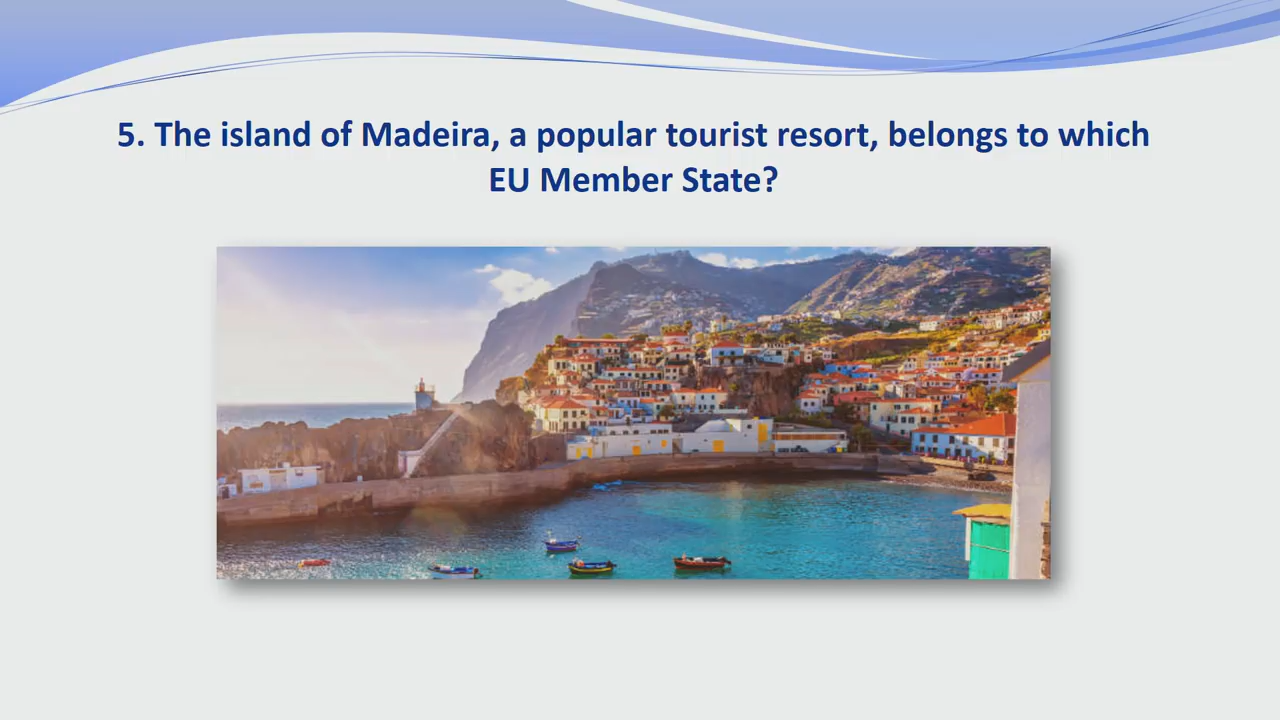 5. The island of Madeira, a popular tourist resort, belongs to which
EU Member State?